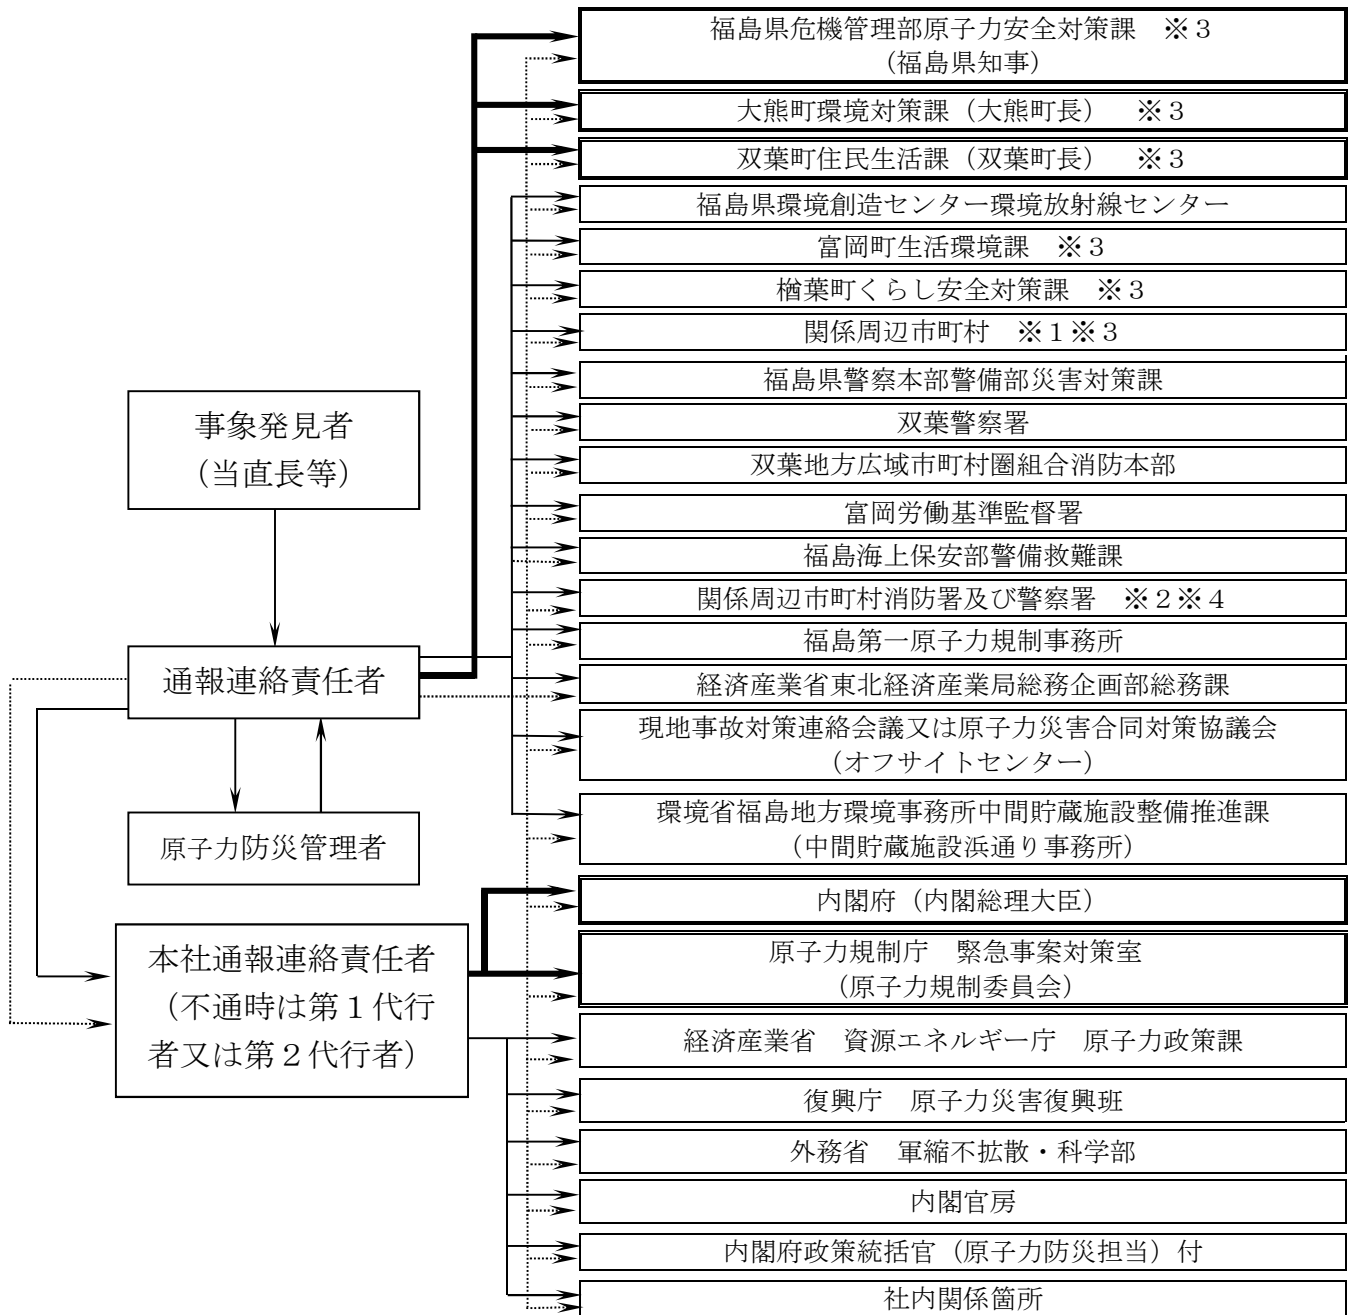 福島県危機管理部原子力安全対策課　※３
（福島県知事）
大熊町環境対策課（大熊町長）　※３
双葉町住民生活課（双葉町長）　※３
福島県環境創造センター環境放射線センター
富岡町生活環境課　※３
楢葉町くらし安全対策課　※３
関係周辺市町村　※１※３
福島県警察本部警備部災害対策課
双葉警察署
双葉地方広域市町村圏組合消防本部
富岡労働基準監督署
福島海上保安部警備救難課
関係周辺市町村消防署及び警察署　※２※４
福島第一原子力規制事務所
経済産業省東北経済産業局総務企画部総務課
現地事故対策連絡会議又は原子力災害合同対策協議会
（オフサイトセンター）
環境省福島地方環境事務所中間貯蔵施設整備推進課
（中間貯蔵施設浜通り事務所）
内閣府（内閣総理大臣）
原子力規制庁　緊急事案対策室
（原子力規制委員会）
経済産業省　資源エネルギー庁　原子力政策課
復興庁　原子力災害復興班
外務省　軍縮不拡散・科学部
内閣官房
内閣府政策統括官（原子力防災担当）付
社内関係箇所
事象発見者
（当直長等）
通報連絡責任者
原子力防災管理者
本社通報連絡責任者
（不通時は第１代行
者又は第２代行者）